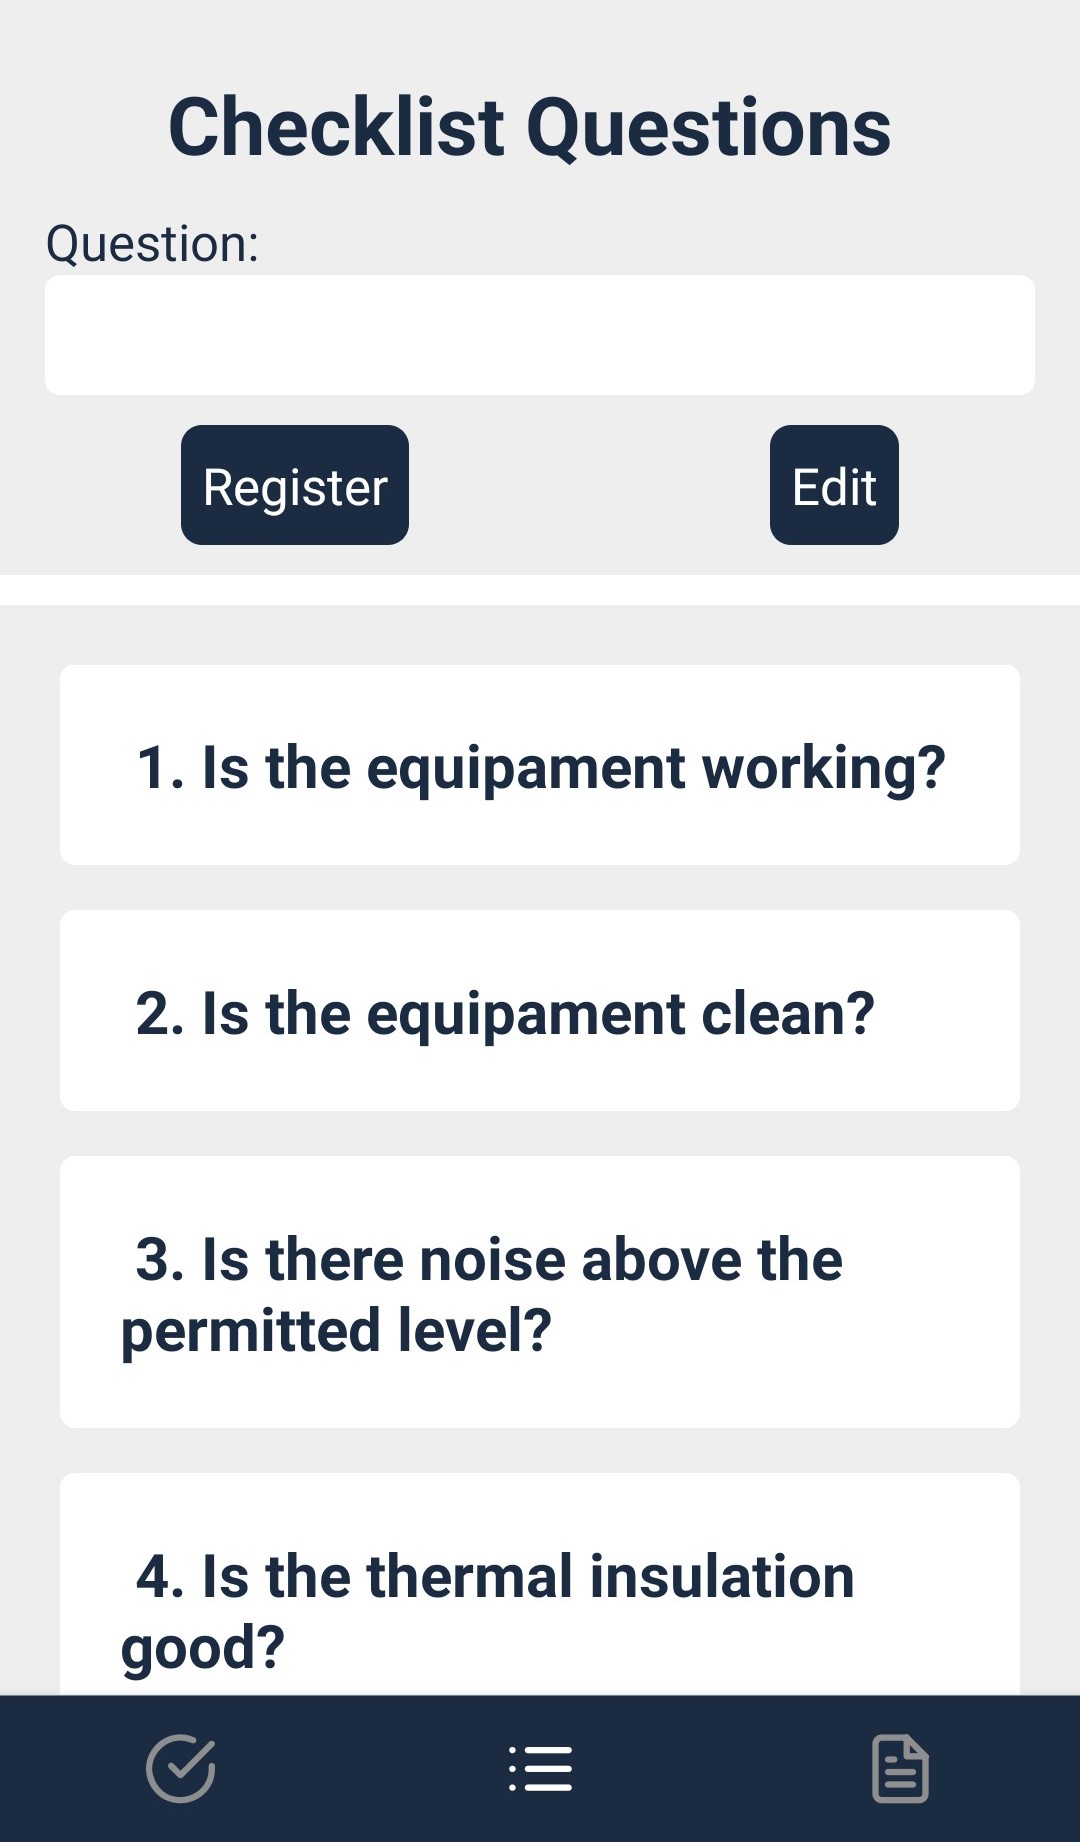 Checklist Questions
Question:
Register
Edit
1. Is the equipament working?
2. Is the equipament clean?
3. Is there noise above the
permitted level?
4. Is the thermal insulation
good?